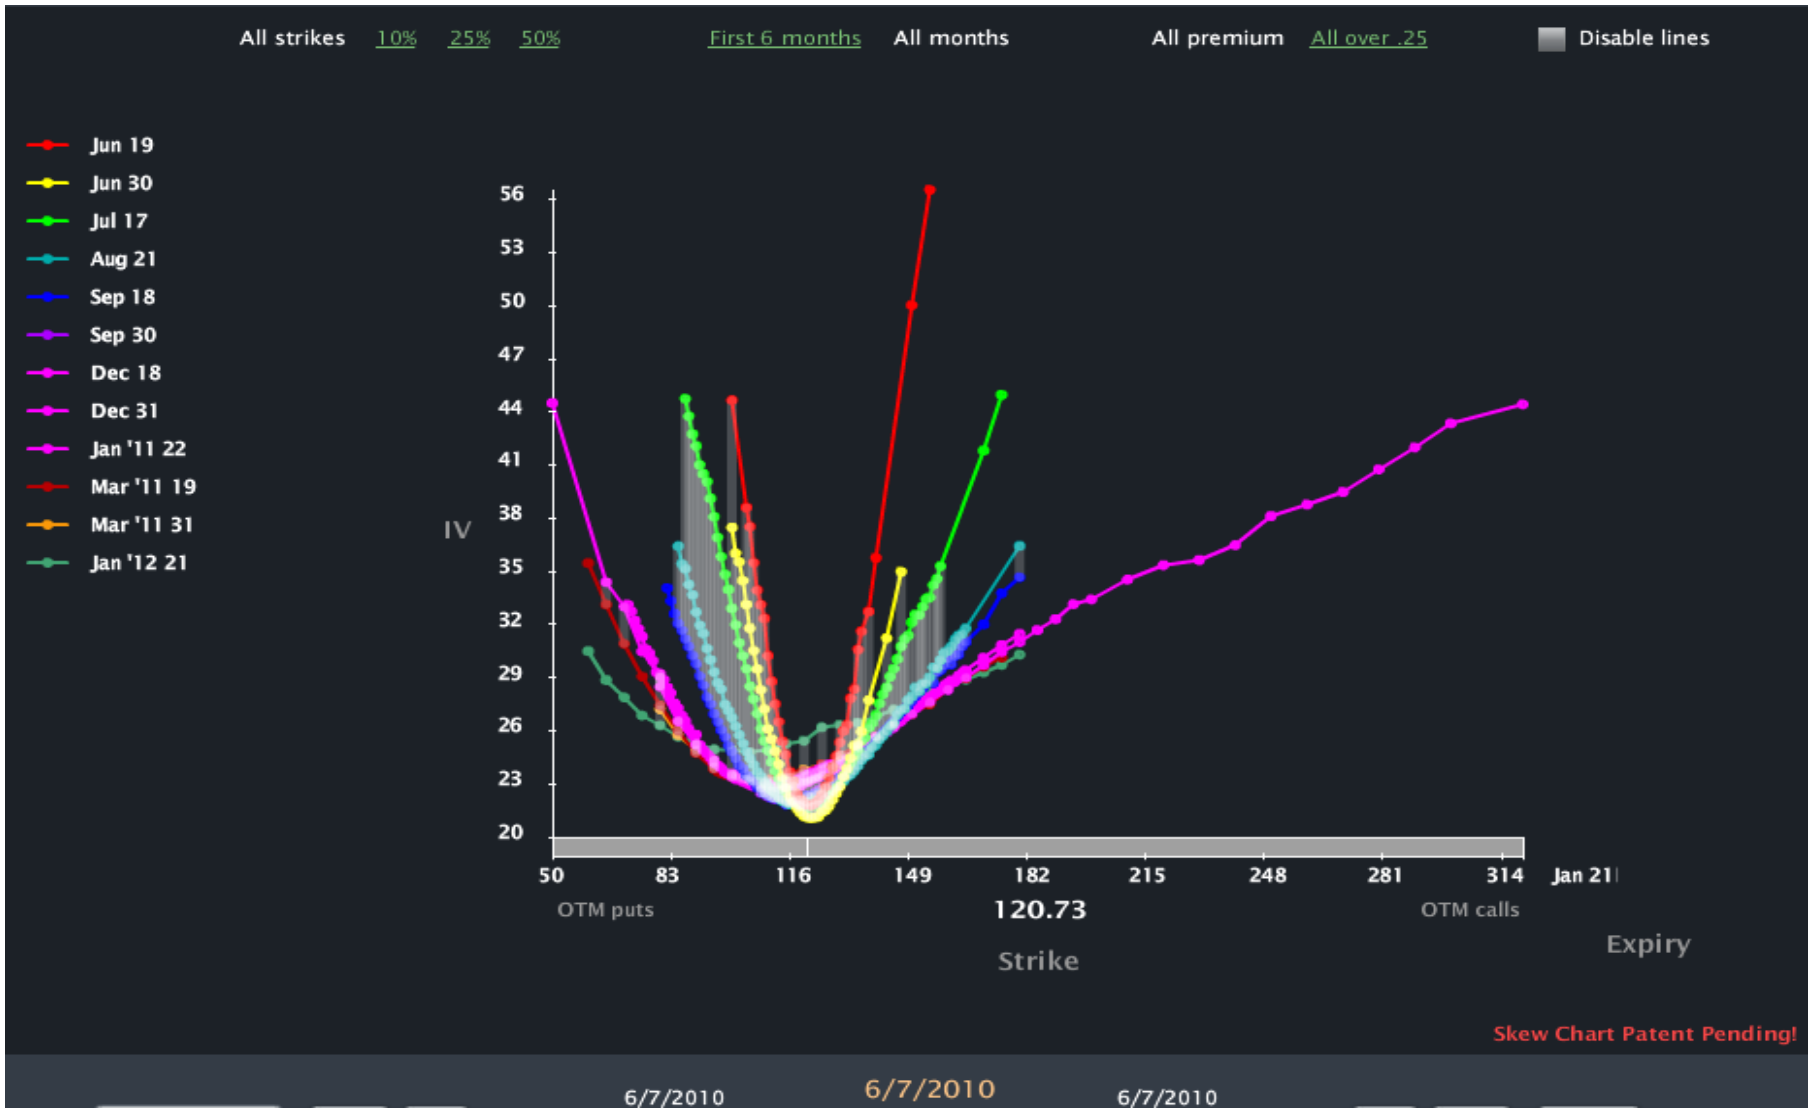 All strikes 10% 25% 50% First 6 months All months All premium All over .25 Disable lines
Jun 19
Jun 30
Jul 17
Aug 21
Sep 18
Sep 30
Dec 18
Dec 31
Jan '11 22
Mar '11 19
Mar '11 31
Jan '12 21
56
53
50
47
44
41
38
35
32
29
26
23
20
IV
50 83 116 149 182 215 248 281 314 Jan 21
OTM puts 120.73 OTM calls
Strike
Expiry
Skew Chart Patent Pending!
6/7/2010 6/7/2010 6/7/2010